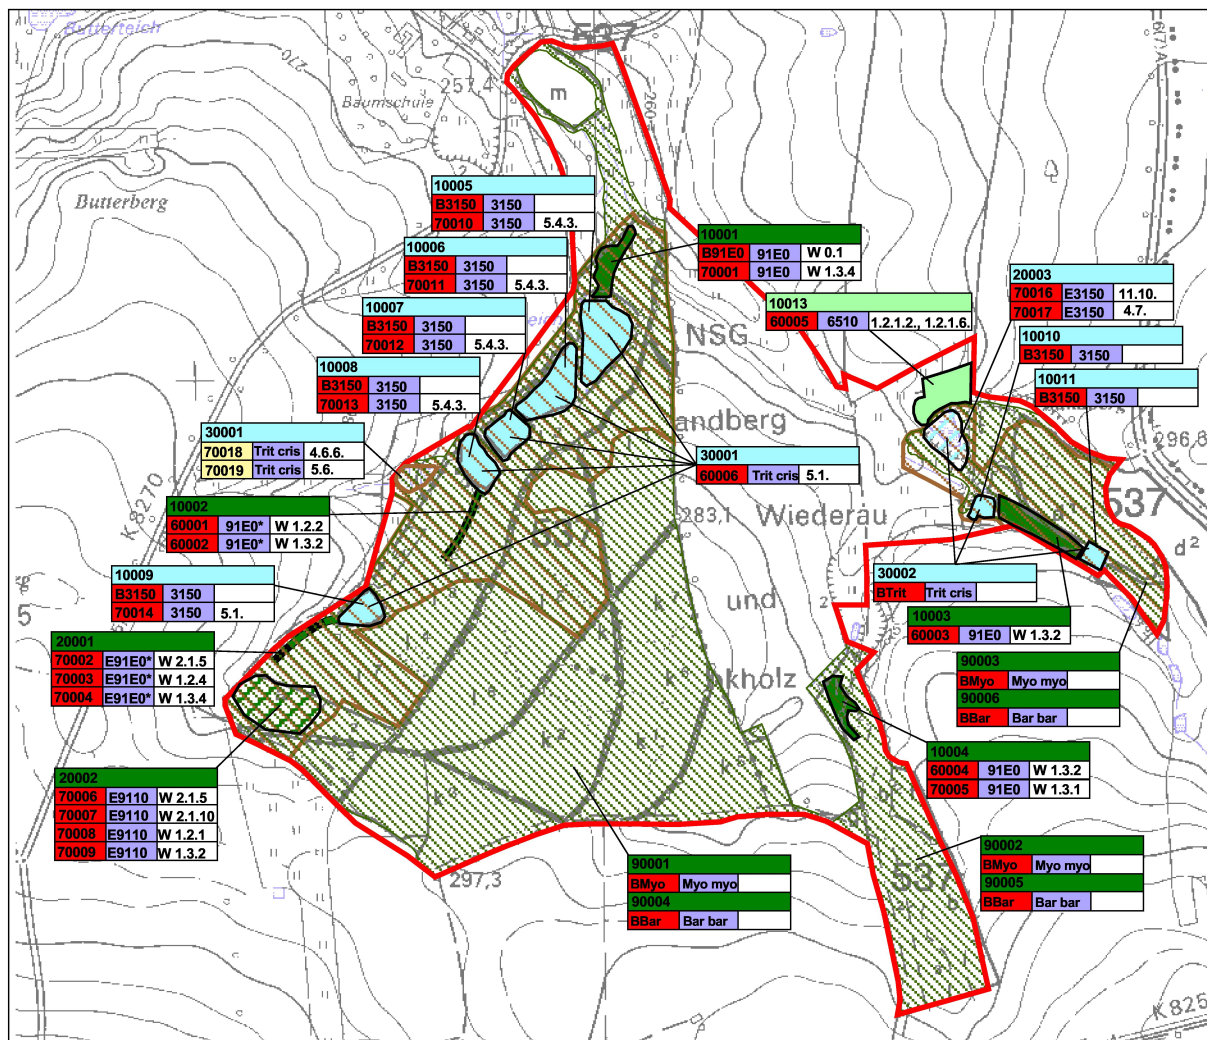 Butterteich
537
270
257,4
Baumschule
m
260
Butterberg
10005
B3150 3150
70010 3150 5.4.3.
10006
B3150 3150
70011 3150 5.4.3.
10007
B3150 3150
70012 3150 5.4.3.
10008
B3150 3150
70013 3150 5.4.3.
10001
B91E0 91E0 W 0.1
70001 91E0 W 1.3.4
10013
60005 6510 1.2.1.2., 1.2.1.6.
20003
70016 E3150 11.10.
70017 E3150 4.7.
10010
B3150 3150
10011
B3150 3150
NSG
andberg
296,8
30001
70018 Trit cris 4.6.6.
70019 Trit cris 5.6.
30001
60006 Trit cris 5.1.
K 8270
10002
60001 91E0* W 1.2.2
60002 91E0* W 1.3.2
283,1
Wiederau
537
537
d²
10009
B3150 3150
70014 3150 5.1.
30002
BTrit Trit cris
und
10003
60003 91E0 W 1.3.2
20001
70002 E91E0* W 2.1.5
70003 E91E0* W 1.2.4
70004 E91E0* W 1.3.4
90003
BMyo Myo myo
90006
BBar Bar bar
kholz
10004
60004 91E0 W 1.3.2
70005 91E0 W 1.3.1
20002
70006 E9110 W 2.1.5
70007 E9110 W 2.1.10
70008 E9110 W 1.2.1
70009 E9110 W 1.3.2
90001
BMyo Myo myo
90004
BBar Bar bar
90002
BMyo Myo myo
90005
BBar Bar bar
297,3
537
K 825